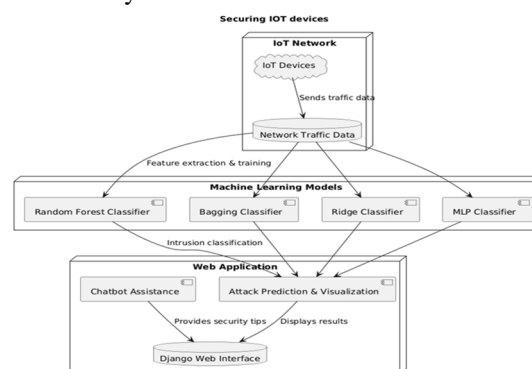 Securing IOT devices
IoT Network
IoT Devices
Sends traffic data
Network Traffic Data
Feature extraction & training
Machine Learning Models
Random Forest Classifier
Bagging Classifier
Ridge Classifier
MLP Classifier
Intrusion classification
Web Application
Chatbot Assistance
Attack Prediction & Visualization
Provides security tips
Displays results
Django Web Interface